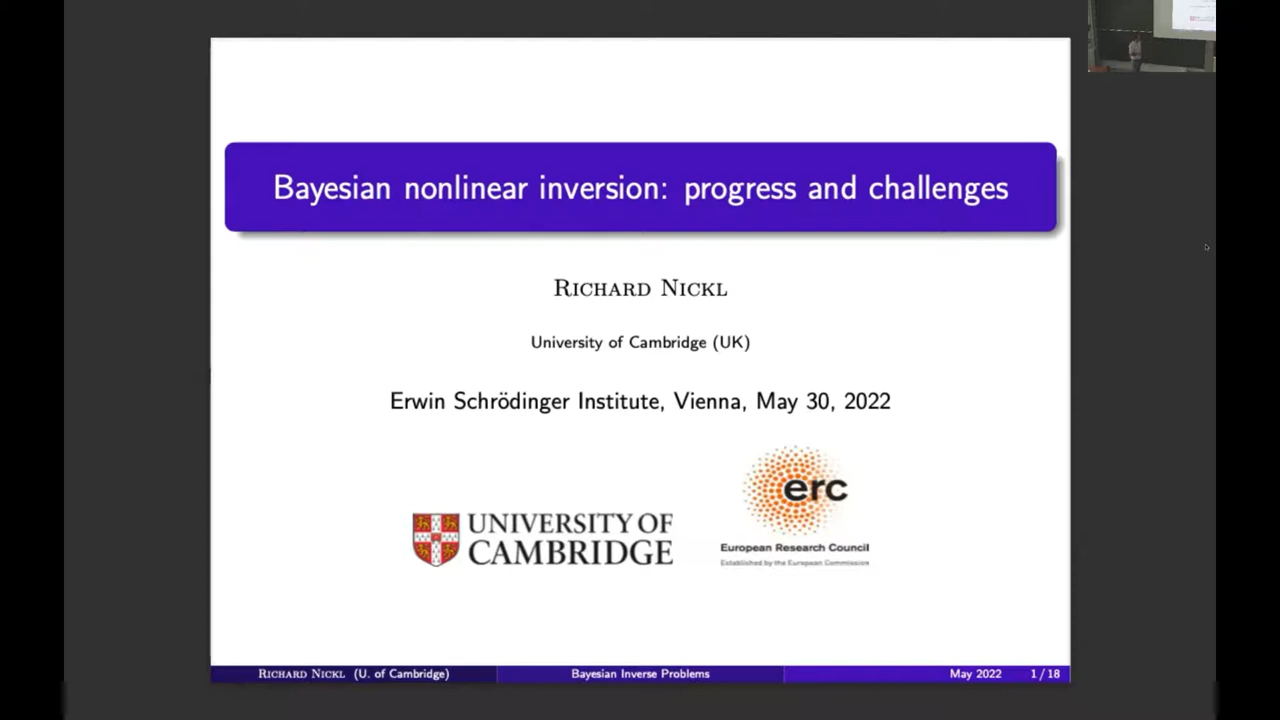 Bayesian nonlinear inversion: progress and challenges
RICHARD NICKL
University of Cambridge (UK)
Erwin Schrödinger Institute, Vienna, May 30, 2022
erc
UNIVERSITY OF
CAMBRIDGE
European Research Council
Established by the European Commission
RICHARD NICKL (U. of Cambridge) Bayesian Inverse Problems May 2022 1 / 18